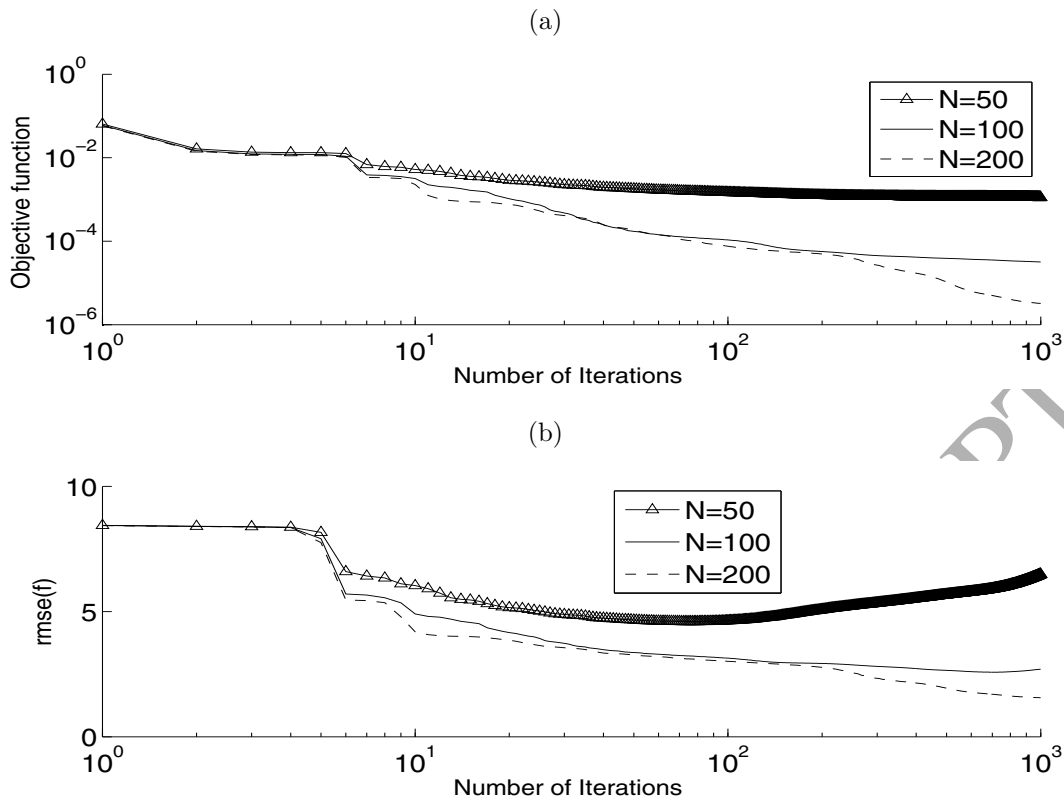 (a)
Objective function
10^0
10^-2
10^-4
10^-6
N=50
N=100
N=200
10^0
10^1
10^2
10^3
Number of Iterations
(b)
rmse(f)
10
5
0
N=50
N=100
N=200
10^0
10^1
10^2
10^3
Number of Iterations
PT